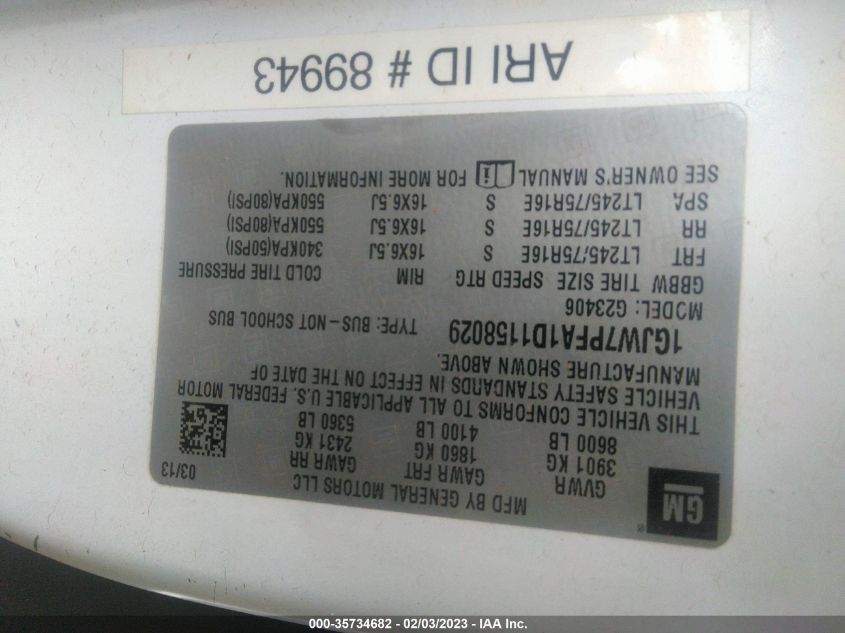 GM
MFD BY GENERAL MOTORS LLC
03/13
GVWR GAWR FRT GAWR RR
3901 KG 1860 KG 2431 KG
8600 LB 4100 LB 5360 LB
THIS VEHICLE CONFORMS TO ALL APPLICABLE U.S. FEDERAL MOTOR
VEHICLE SAFETY STANDARDS IN EFFECT ON THE DATE OF
MANUFACTURE SHOWN ABOVE.
1GJW7PFA1D1158029 TYPE: BUS-NOT SCHOOL BUS
MODEL: G23406
GBBW TIRE SIZE SPEED RTG RIM COLD TIRE PRESSURE
FRT LT245/75R16E S 16X6.5J 340KPA(50PSI)
RR LT245/75R16E S 16X6.5J 550KPA(80PSI)
SPA LT245/75R16E S 16X6.5J 550KPA(80PSI)
SEE OWNER'S MANUAL i FOR MORE INFORMATION.
ARI ID # 89943
000-35734682 - 02/03/2023 - IAA Inc.